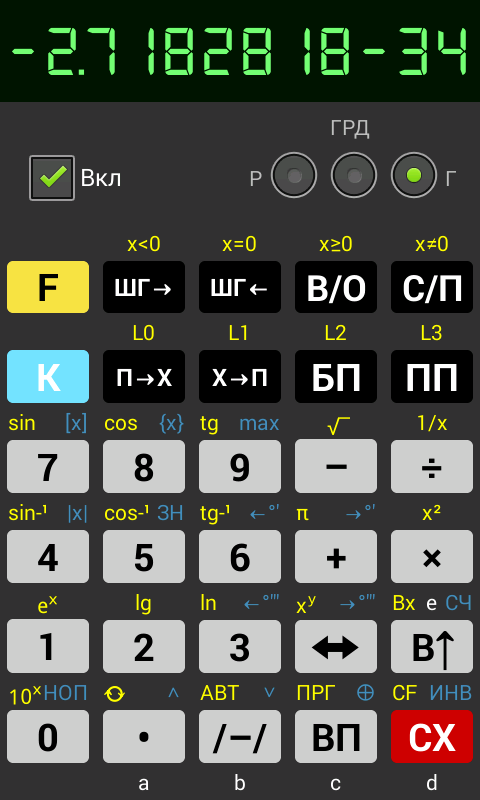 -2.7182818-34
ГРД
Вкл Р Г
x<0 x=0 x≥0 x≠0
F ШГ→ ШГ← В/О С/П
L0 L1 L2 L3
К П→X X→П БП ПП
sin [x] cos {x} tg max √ 1/x
7 8 9 − ÷
sin-¹ |x| cos-¹ ЗН tg-¹ ←°' π →°' x²
4 5 6 + ×
eˣ lg ln ←°'" xʸ →°'" Вx е СЧ
1 2 3 ↔ В↑
10ˣ НОП ˄ АВТ ˅ ПРГ ⊕ CF ИНВ
0 • /−/ ВП СХ
a b c d